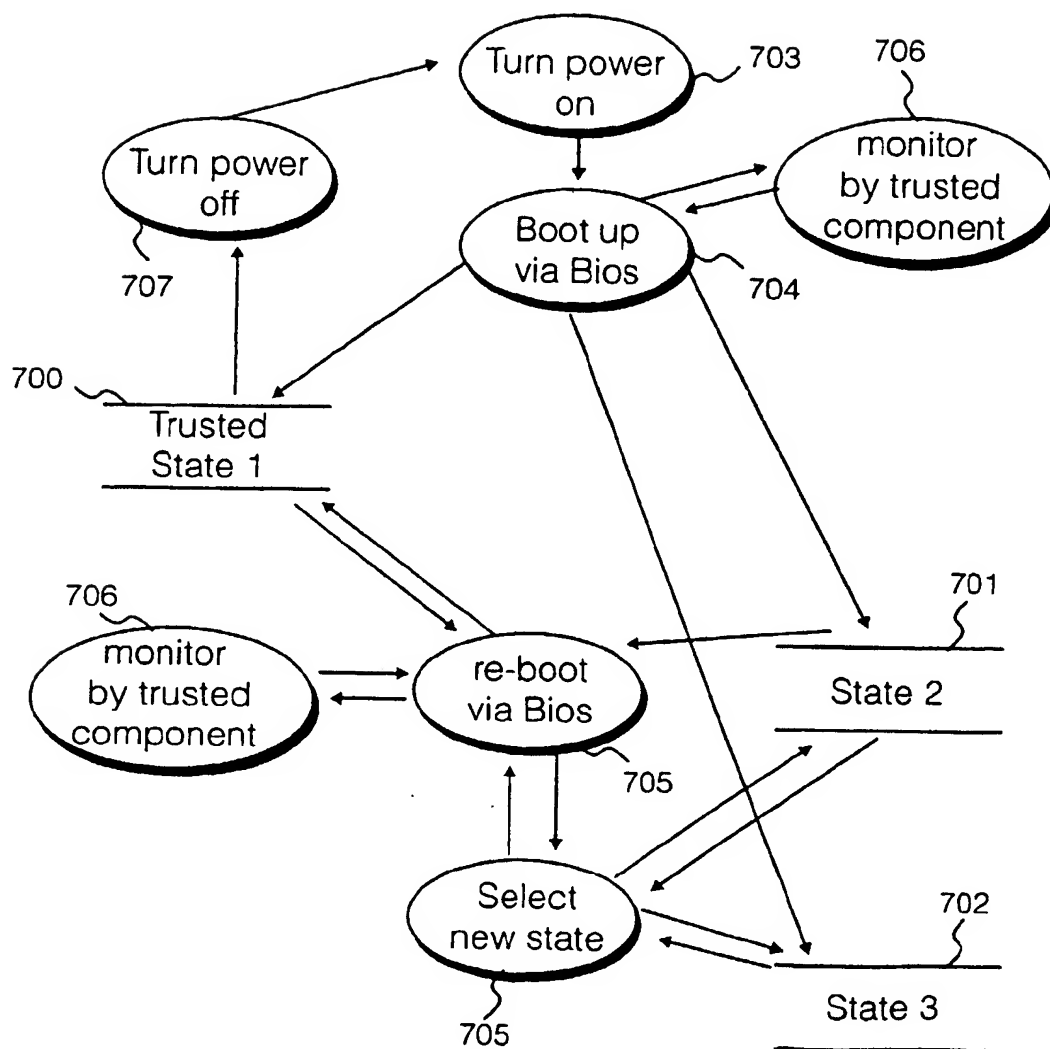 Turn power
on
703
706
monitor
by trusted
component
Turn power
off
707
Boot up
via Bios
704
700
Trusted
State 1
706
monitor
by trusted
component
re-boot
via Bios
705
701
State 2
Select
new state
705
702
State 3